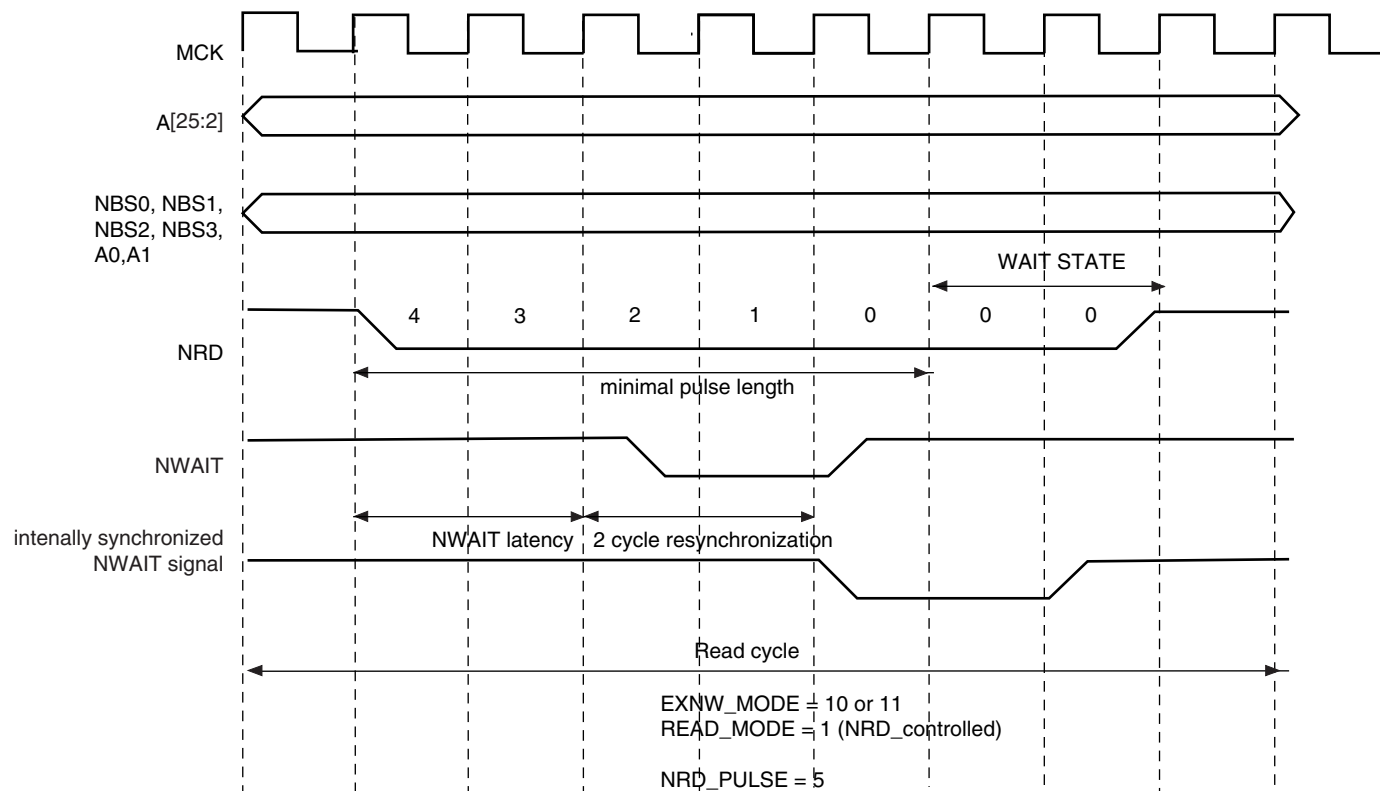 MCK
A[25:2]
NBS0, NBS1,
NBS2, NBS3,
A0,A1
WAIT STATE
4 3 2 1 0 0 0
NRD
minimal pulse length
NWAIT
intenally synchronized
NWAIT signal
NWAIT latency 2 cycle resynchronization
Read cycle
EXNW_MODE = 10 or 11
READ_MODE = 1 (NRD_controlled)
NRD_PULSE = 5